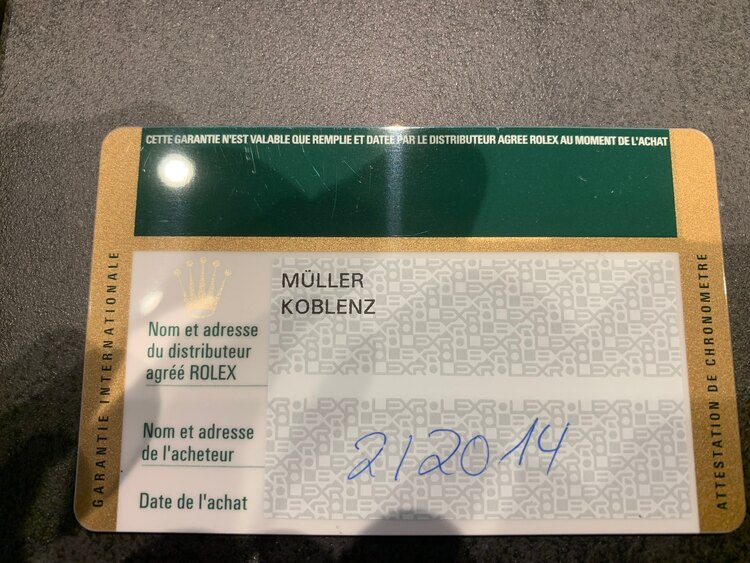 CETTE GARANTIE N'EST VALABLE QUE REMPLIE ET DATEE PAR LE DISTRIBUTEUR AGREE ROLEX AU MOMENT DE L'ACHAT
GARANTIE INTERNATIONALE
MÜLLER
KOBLENZ
Nom et adresse
du distributeur
agréé ROLEX
Nom et adresse
de l'acheteur
2/2014
Date de l'achat
ATTESTATION DE CHRONOMETRE